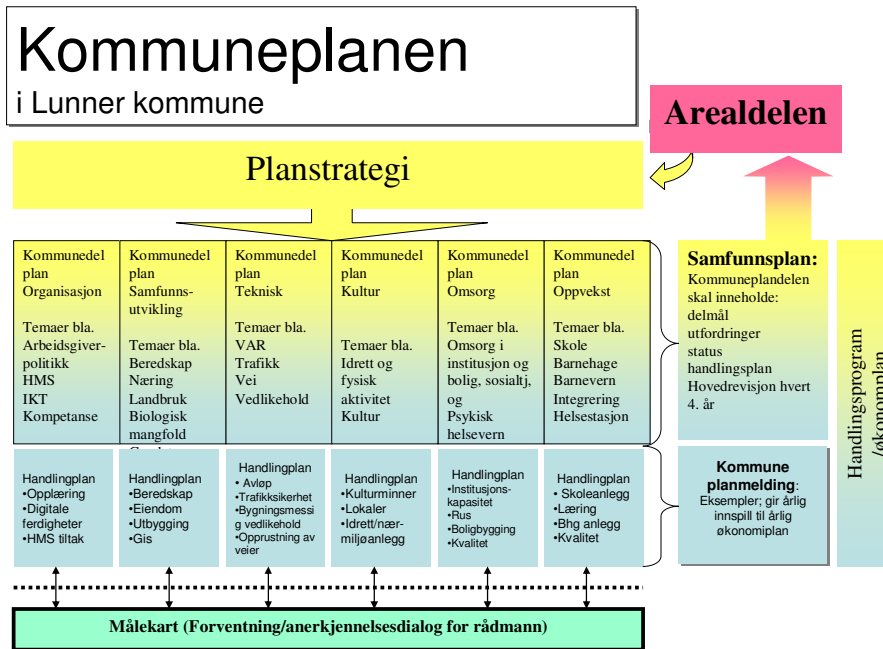 Kommuneplanen
i Lunner kommune
Arealdelen
Planstrategi
Kommunedel
plan
Organisasjon
Temaer bla.
Arbeidsgiver-
politikk
HMS
IKT
Kompetanse
Kommunedel
plan
Samfunns-
utvikling
Temaer bla.
Beredskap
Næring
Landbruk
Biologisk
mangfold
Kommunedel
plan
Teknisk
Temaer bla.
VAR
Trafikk
Vei
Vedlikehold
Kommunedel
plan
Kultur
Temaer bla.
Idrett og
fysisk
aktivitet
Kultur
Kommunedel
plan
Omsorg
Temaer bla.
Omsorg i
institusjon og
bolig, sosialtj,
og
Psykisk
helsevern
Kommunedel
plan
Oppvekst
Temaer bla.
Skole
Barnehage
Barnevern
Integrering
Helsestasjon
Samfunnsplan:
Kommuneplandelen
skal inneholde:
delmål
utfordringer
status
handlingsplan
Hovedrevisjon hvert
4. år
Handlingsprogram
/økonomplan
Handlingplan
•Opplæring
•Digitale
ferdigheter
•HMS tiltak
Handlingplan
•Beredskap
•Eiendom
•Utbygging
•Gis
Handlingplan
• Avløp
•Trafikksikerhet
•Bygningsmessi
g vedlikehold
•Opprustning av
veier
Handlingplan
•Kulturminner
•Lokaler
•Idrett/nær-
miljøanlegg
Handlingplan
•Institusjons-
kapasitet
•Rus
•Boligbygging
•Kvalitet
Handlingplan
• Skoleanlegg
•Læring
•Bhg anlegg
•Kvalitet
Kommune
planmelding:
Eksempler; gir årlig
innspill til årlig
økonomiplan
Målekart (Forventning/anerkjennelsesdialog for rådmann)